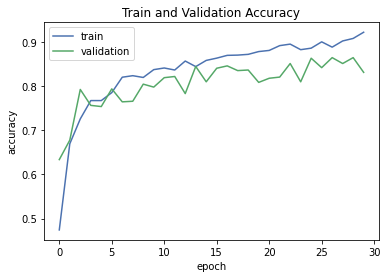 Train and Validation Accuracy
train
validation
accuracy
0.9
0.8
0.7
0.6
0.5
0 5 10 15 20 25 30
epoch